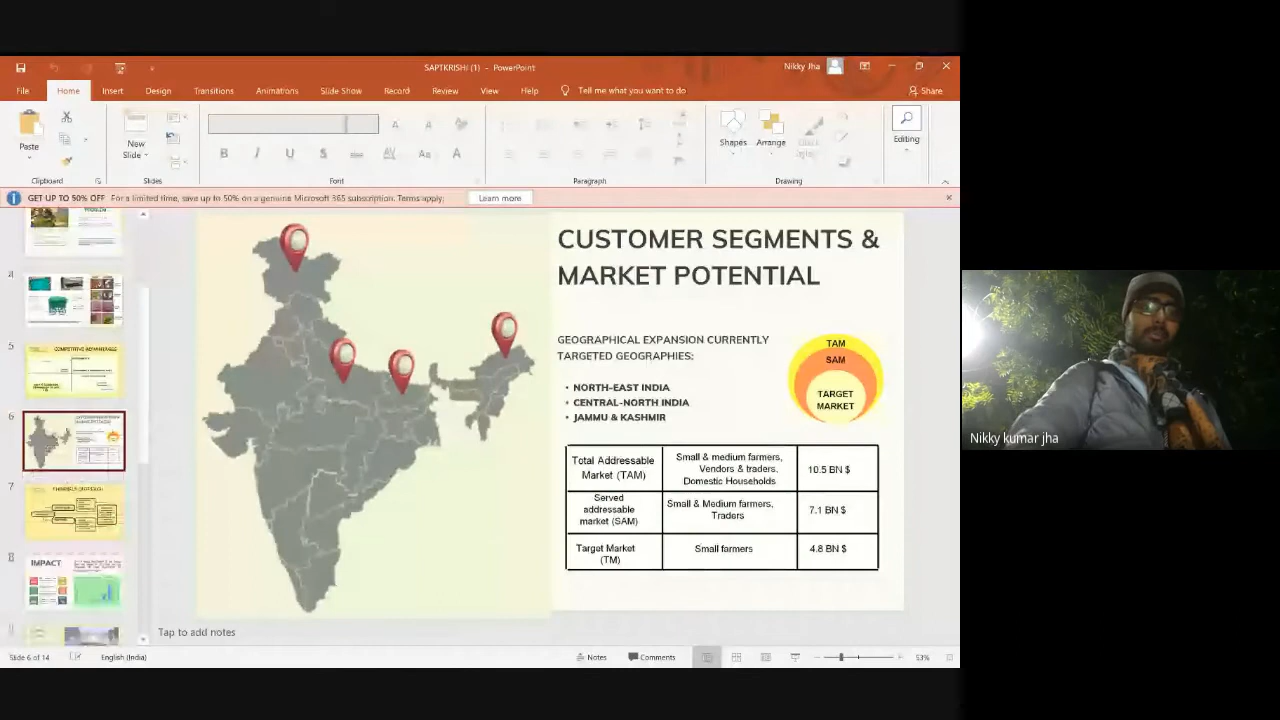 SAPTKRISHI (1) - PowerPoint
Nikky Jha
File Home Insert Design Transitions Animations Slide Show Record Review View Help Tell me what you want to do
Share
Paste
New
Slide
Shapes
Arrange
Editing
Clipboard
Slides
Font
Paragraph
Drawing
GET UP TO 50% OFF For a limited time, save up to 50% on a genuine Microsoft 365 subscription. Terms apply.
Learn more
4
5
COMPETITIVE ADVANTAGES
6
7
8
IMPACT
CUSTOMER SEGMENTS &
MARKET POTENTIAL
GEOGRAPHICAL EXPANSION CURRENTLY
TARGETED GEOGRAPHIES:
• NORTH-EAST INDIA
• CENTRAL-NORTH INDIA
• JAMMU & KASHMIR
TAM
SAM
TARGET
MARKET
Total Addressable
Market (TAM)
Small & medium farmers,
Vendors & traders,
Domestic Households
10.5 BN $
Served
addressable
market (SAM)
Small & Medium farmers,
Traders
7.1 BN $
Target Market
(TM)
Small farmers
4.8 BN $
Tap to add notes
Slide 6 of 14
English (India)
Notes
Comments
53%
Nikky kumar jha